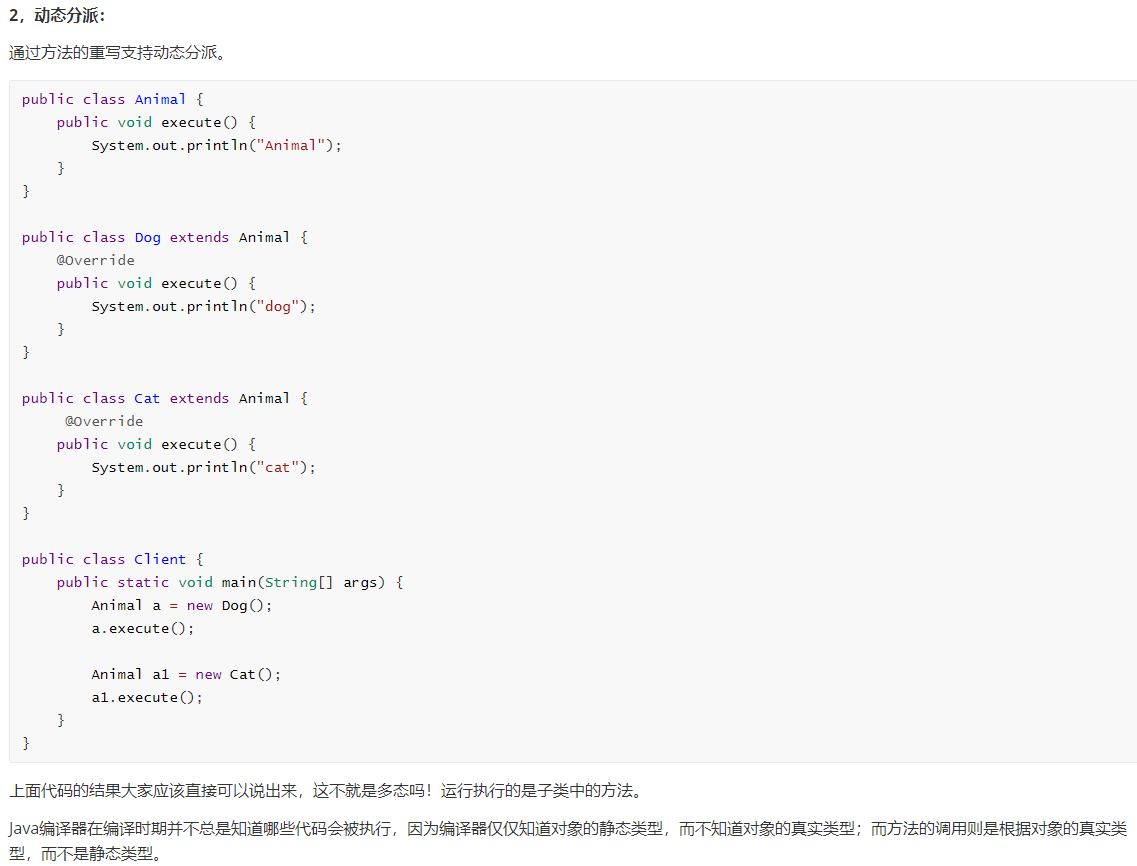 2，动态分派：
通过方法的重写支持动态分派。
public class Animal {
    public void execute() {
        System.out.println("Animal");
    }
}

public class Dog extends Animal {
    @Override
    public void execute() {
        System.out.println("dog");
    }
}

public class Cat extends Animal {
     @Override
    public void execute() {
        System.out.println("cat");
    }
}

public class Client {
    public static void main(String[] args) {
        Animal a = new Dog();
        a.execute();

        Animal a1 = new Cat();
        a1.execute();
    }
}
上面代码的结果大家应该直接可以说出来，这不就是多态吗！运行执行的是子类中的方法。
Java编译器在编译时期并不总是知道哪些代码会被执行，因为编译器仅仅知道对象的静态类型，而不知道对象的真实类型；而方法的调用则是根据对象的真实类
型，而不是静态类型。